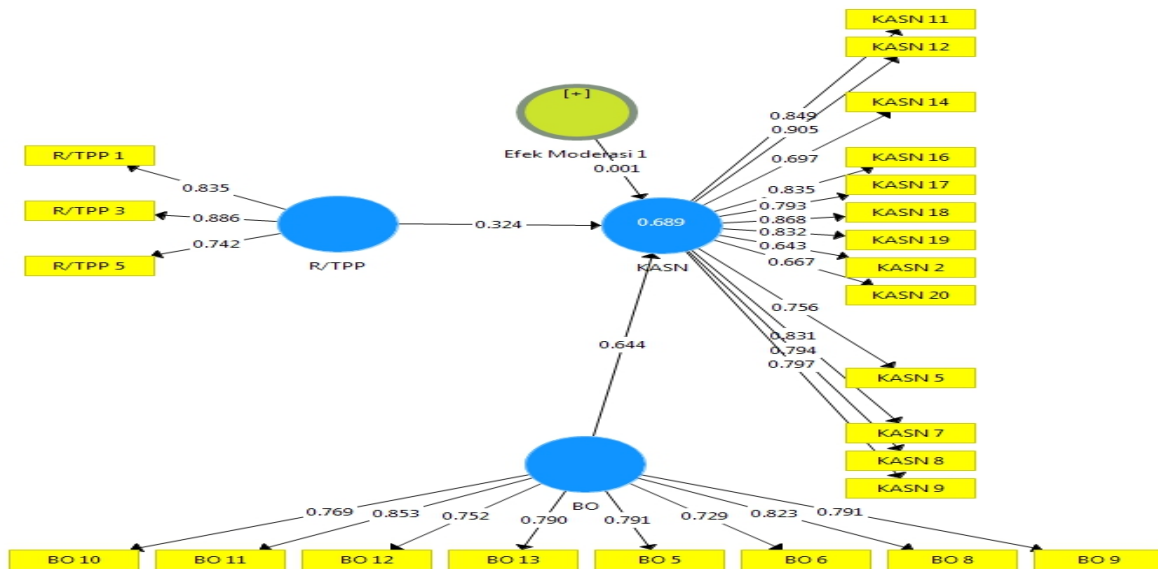 KASN 11
KASN 12
[+]
KASN 14
0.849
0.905
Efek Moderasi 1
0.001
0.697
R/TPP 1
KASN 16
0.835
0.835
KASN 17
0.793
R/TPP 3
0.886
0.324
0.689
0.868
KASN 18
0.832
KASN 19
0.742
R/TPP 5
R/TPP
KASN
0.643
KASN 2
0.667
KASN 20
0.756
0.831
0.644
0.794
0.797
KASN 5
KASN 7
KASN 8
KASN 9
BO
0.769
0.853
0.752
0.790
0.791
0.729
0.823
0.791
BO 10
BO 11
BO 12
BO 13
BO 5
BO 6
BO 8
BO 9